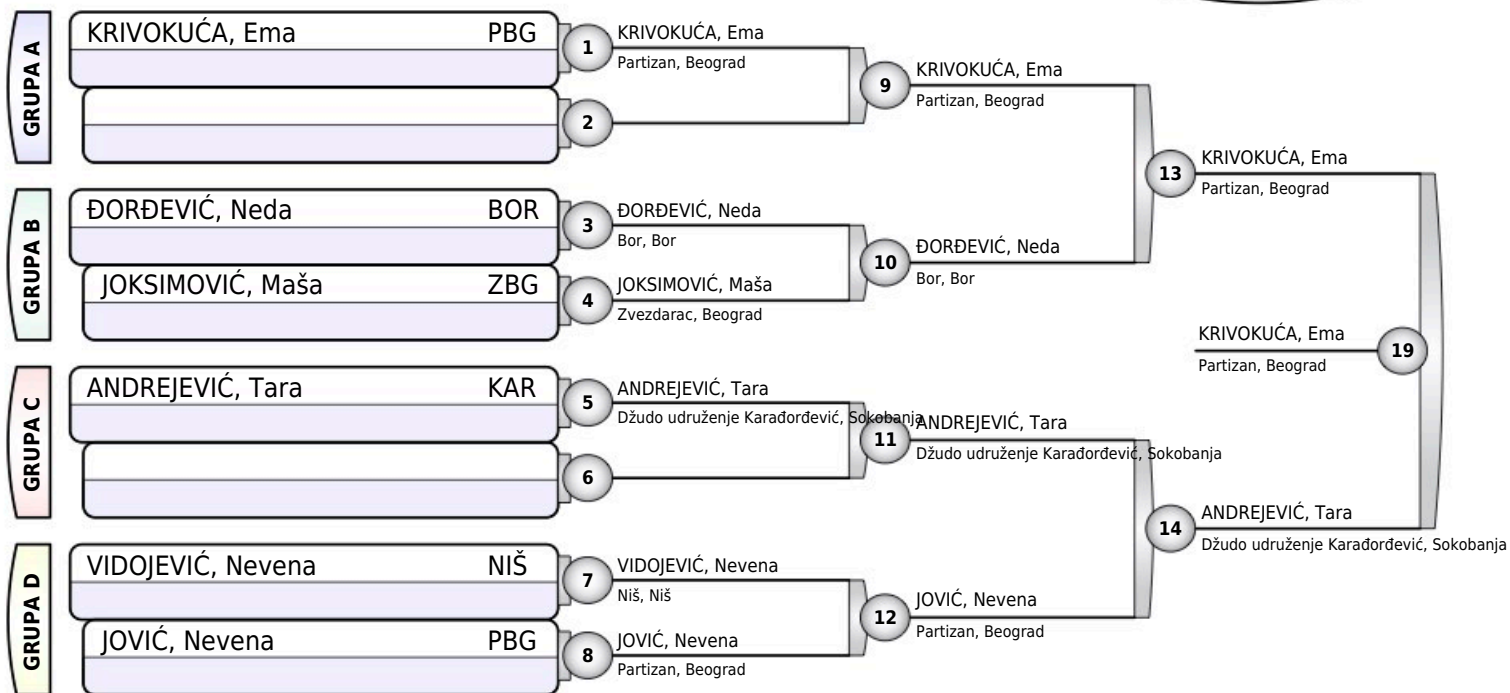 GRUPA A
KRIVOKUĆA, Ema PBG
1
KRIVOKUĆA, Ema
Partizan, Beograd
2
9
KRIVOKUĆA, Ema
Partizan, Beograd
GRUPA B
ĐORĐEVIĆ, Neda BOR
3
ĐORĐEVIĆ, Neda
Bor, Bor
JOKSIMOVIĆ, Maša ZBG
4
JOKSIMOVIĆ, Maša
Zvezdarac, Beograd
10
ĐORĐEVIĆ, Neda
Bor, Bor
13
KRIVOKUĆA, Ema
Partizan, Beograd
KRIVOKUĆA, Ema
Partizan, Beograd
19
GRUPA C
ANDREJEVIĆ, Tara KAR
5
ANDREJEVIĆ, Tara
Džudo udruženje Karađorđević, Sokobanja
6
11
ANDREJEVIĆ, Tara
Džudo udruženje Karađorđević, Sokobanja
GRUPA D
VIDOJEVIĆ, Nevena NIŠ
7
VIDOJEVIĆ, Nevena
Niš, Niš
JOVIĆ, Nevena PBG
8
JOVIĆ, Nevena
Partizan, Beograd
12
JOVIĆ, Nevena
Partizan, Beograd
14
ANDREJEVIĆ, Tara
Džudo udruženje Karađorđević, Sokobanja